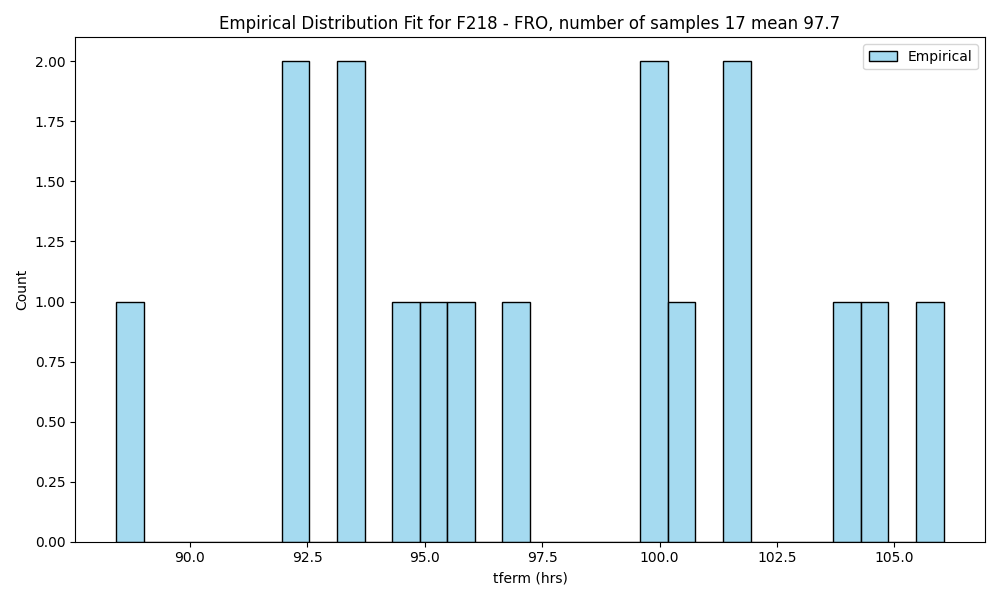 Empirical Distribution Fit for F218 - FRO, number of samples 17 mean 97.7
Empirical
2.00
1.75
1.50
1.25
1.00
0.75
0.50
0.25
0.00
Count
90.0 92.5 95.0 97.5 100.0 102.5 105.0
tferm (hrs)